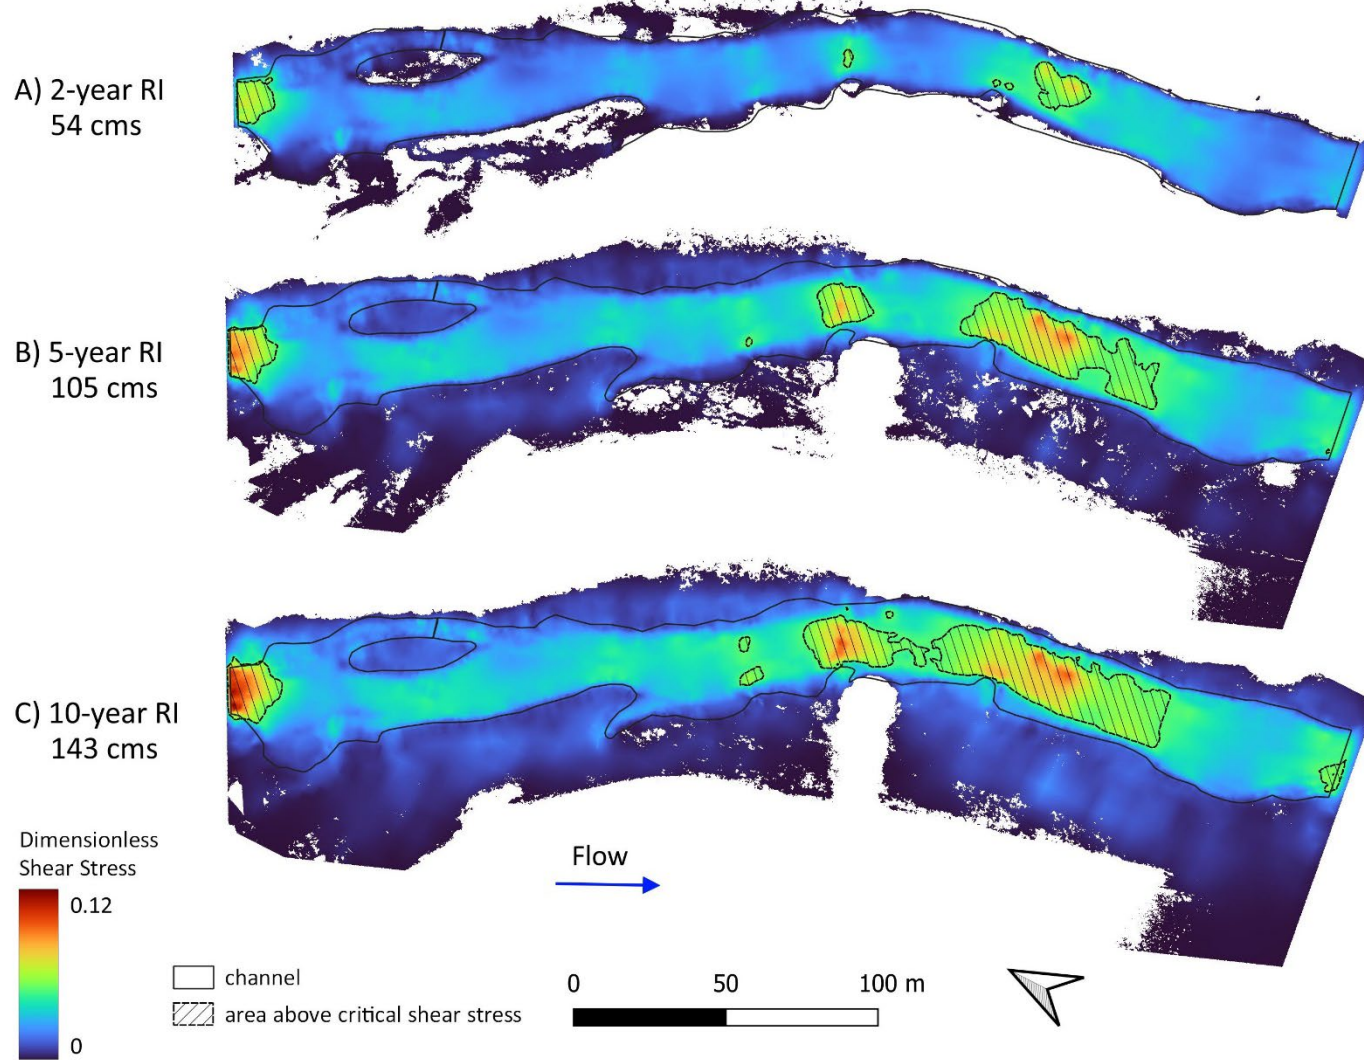 A) 2-year RI
54 cms
B) 5-year RI
105 cms
C) 10-year RI
143 cms
Dimensionless
Shear Stress
0.12
0
Flow
channel
area above critical shear stress
0 50 100 m